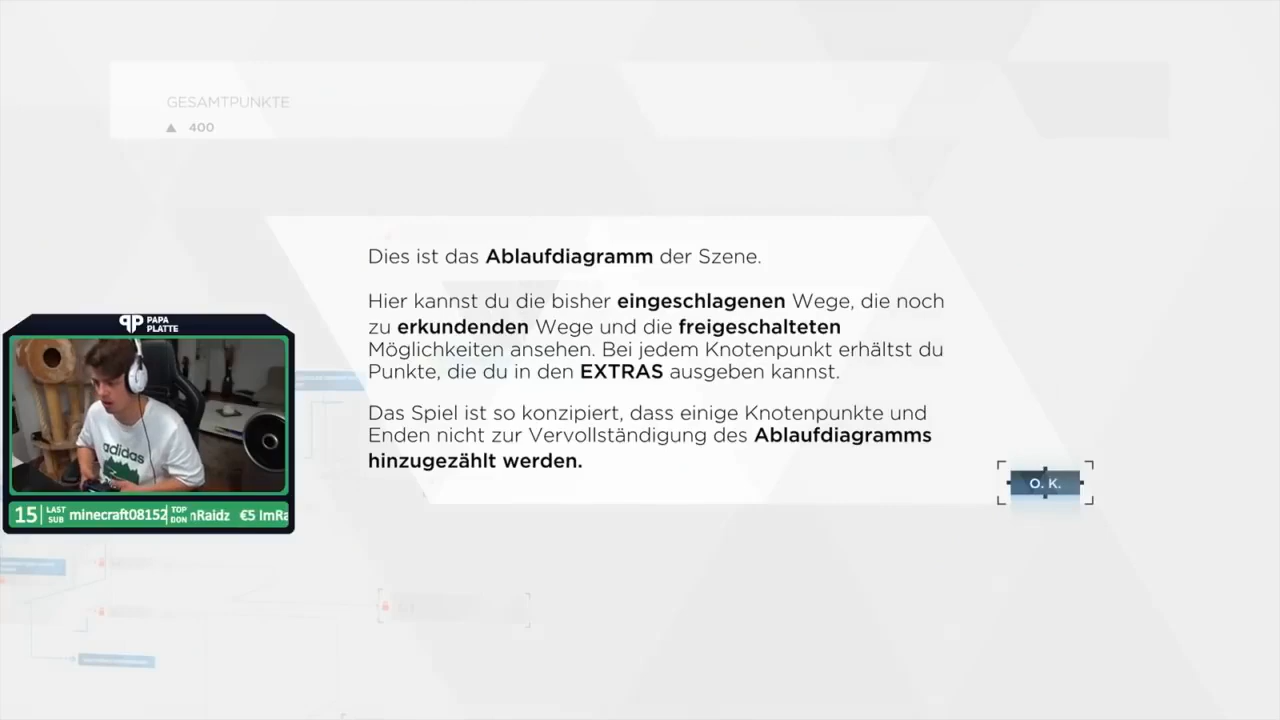 GESAMTPUNKTE
400
Dies ist das Ablaufdiagramm der Szene.
Hier kannst du die bisher eingeschlagenen Wege, die noch
zu erkundenden Wege und die freigeschalteten
Möglichkeiten ansehen. Bei jedem Knotenpunkt erhältst du
Punkte, die du in den EXTRAS ausgeben kannst.
Das Spiel ist so konzipiert, dass einige Knotenpunkte und
Enden nicht zur Vervollständigung des Ablaufdiagramms
hinzugezählt werden.
O. K.
PAPA
PLATTE
adidas
15 LAST SUB minecraft08152 TOP DON nRaidz €5 ImRa